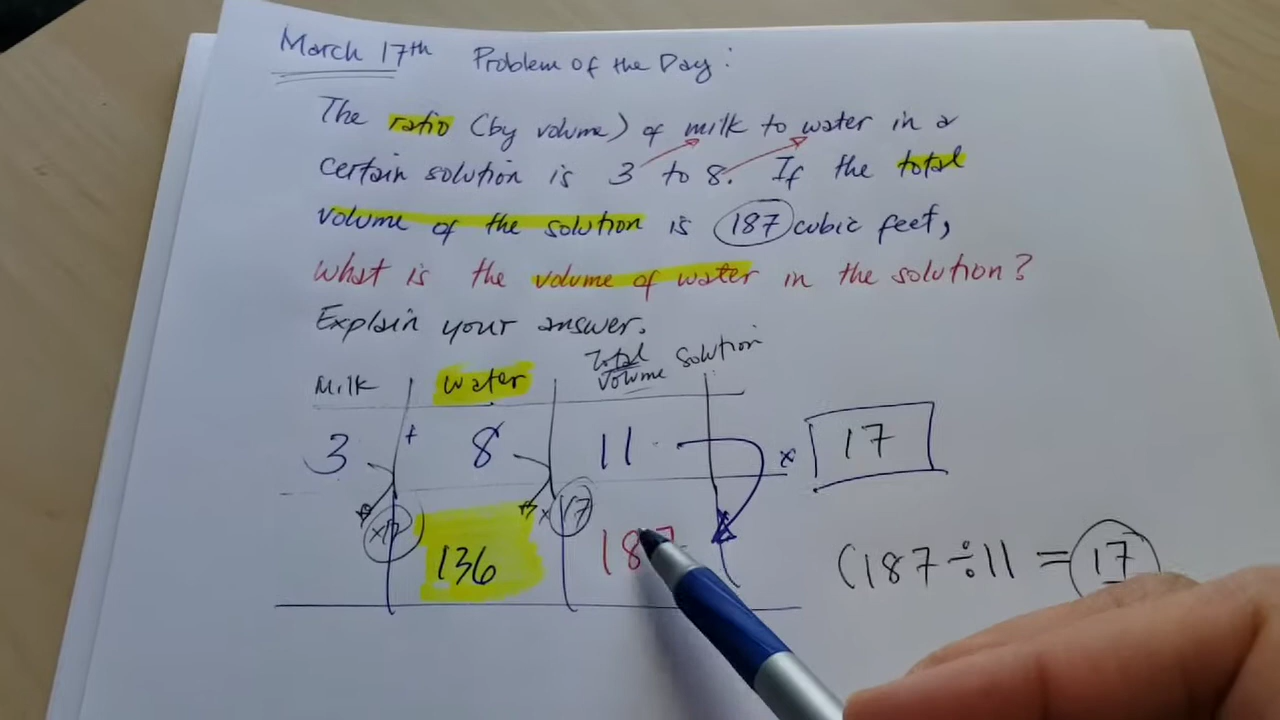 March 17th Problem of the Day:
The ratio (by volume) of milk to water in a
certain solution is 3 to 8. If the total
volume of the solution is 187 cubic feet,
what is the volume of water in the solution?
Explain your answer.
Milk Water Total Volume Solution
3 + 8 11 x 17
x17 136 x17 187
(187÷11 = 17